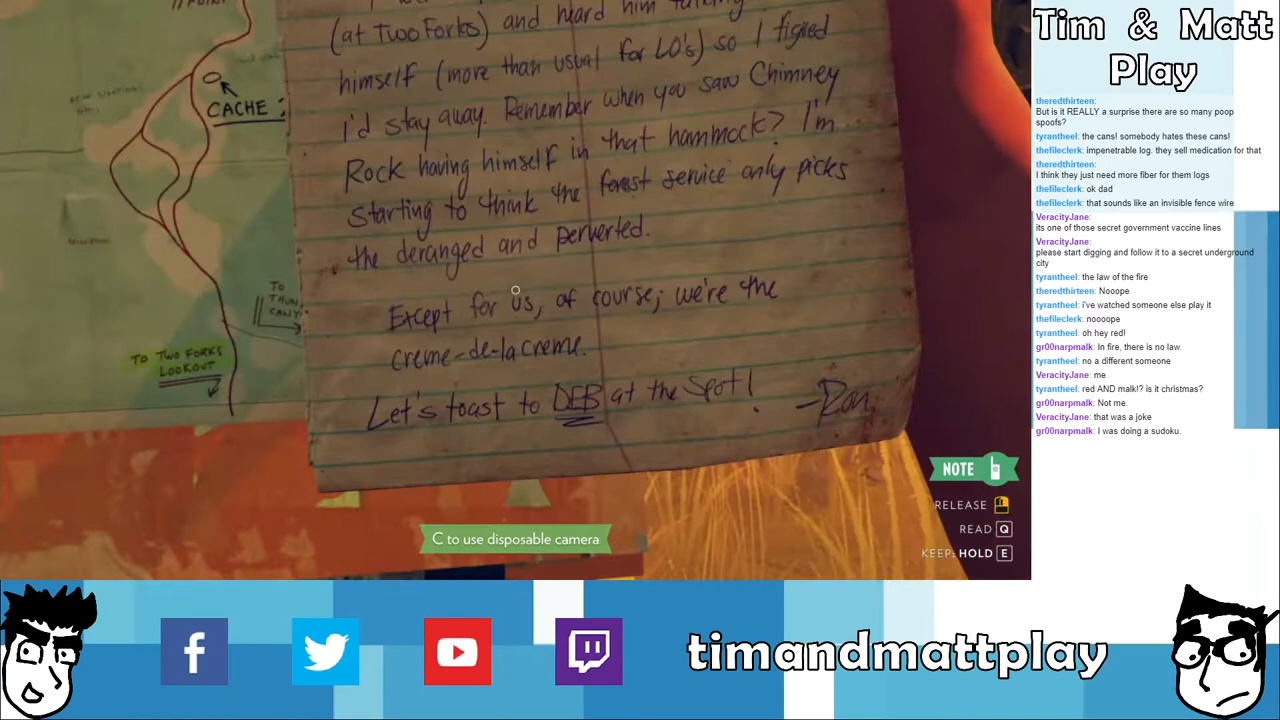 CACHE:
TO TWO FORKS
LOOKOUT
TO
(at Two Forks) and heard him talking
himself (more than usual for LO's) so I figred
I'd stay away. Remember when you saw Chimney
Rock having himself in that hammock? I'm
starting to think the forest service only picks
the deranged and perverted.
Except for us, of course; we're the
creme-de-la creme.
Let's toast to DEB at the Spot!
NOTE
RELEASE
READ Q
KEEP: HOLD E
C to use disposable camera
Tim & Matt
Play
theredthirteen:
But is it REALLY a surprise there are so many poop
spoofs?
tyrantheel: the cans! somebody hates these cans!
thefileclerk: impenetrable log. they sell medication for that
theredthirteen:
I think they just need more fiber for them logs
thefileclerk: ok dad
thefileclerk: that sounds like an invisible fence wire
VeracityJane:
its one of those secret government vaccine lines
VeracityJane:
please start digging and follow it to a secret underground
city
tyrantheel: the law of the fire
theredthirteen: Nooope
tyrantheel: i've watched someone else play it
thefileclerk: noooope
tyrantheel: oh hey red!
gr00narpmalk: In fire, there is no law.
tyrantheel: no a different someone
VeracityJane: me
tyrantheel: red AND malk!? is it christmas?
gr00narpmalk: Not me.
VeracityJane: that was a joke
gr00narpmalk: I was doing a sudoku.
timandmattplay